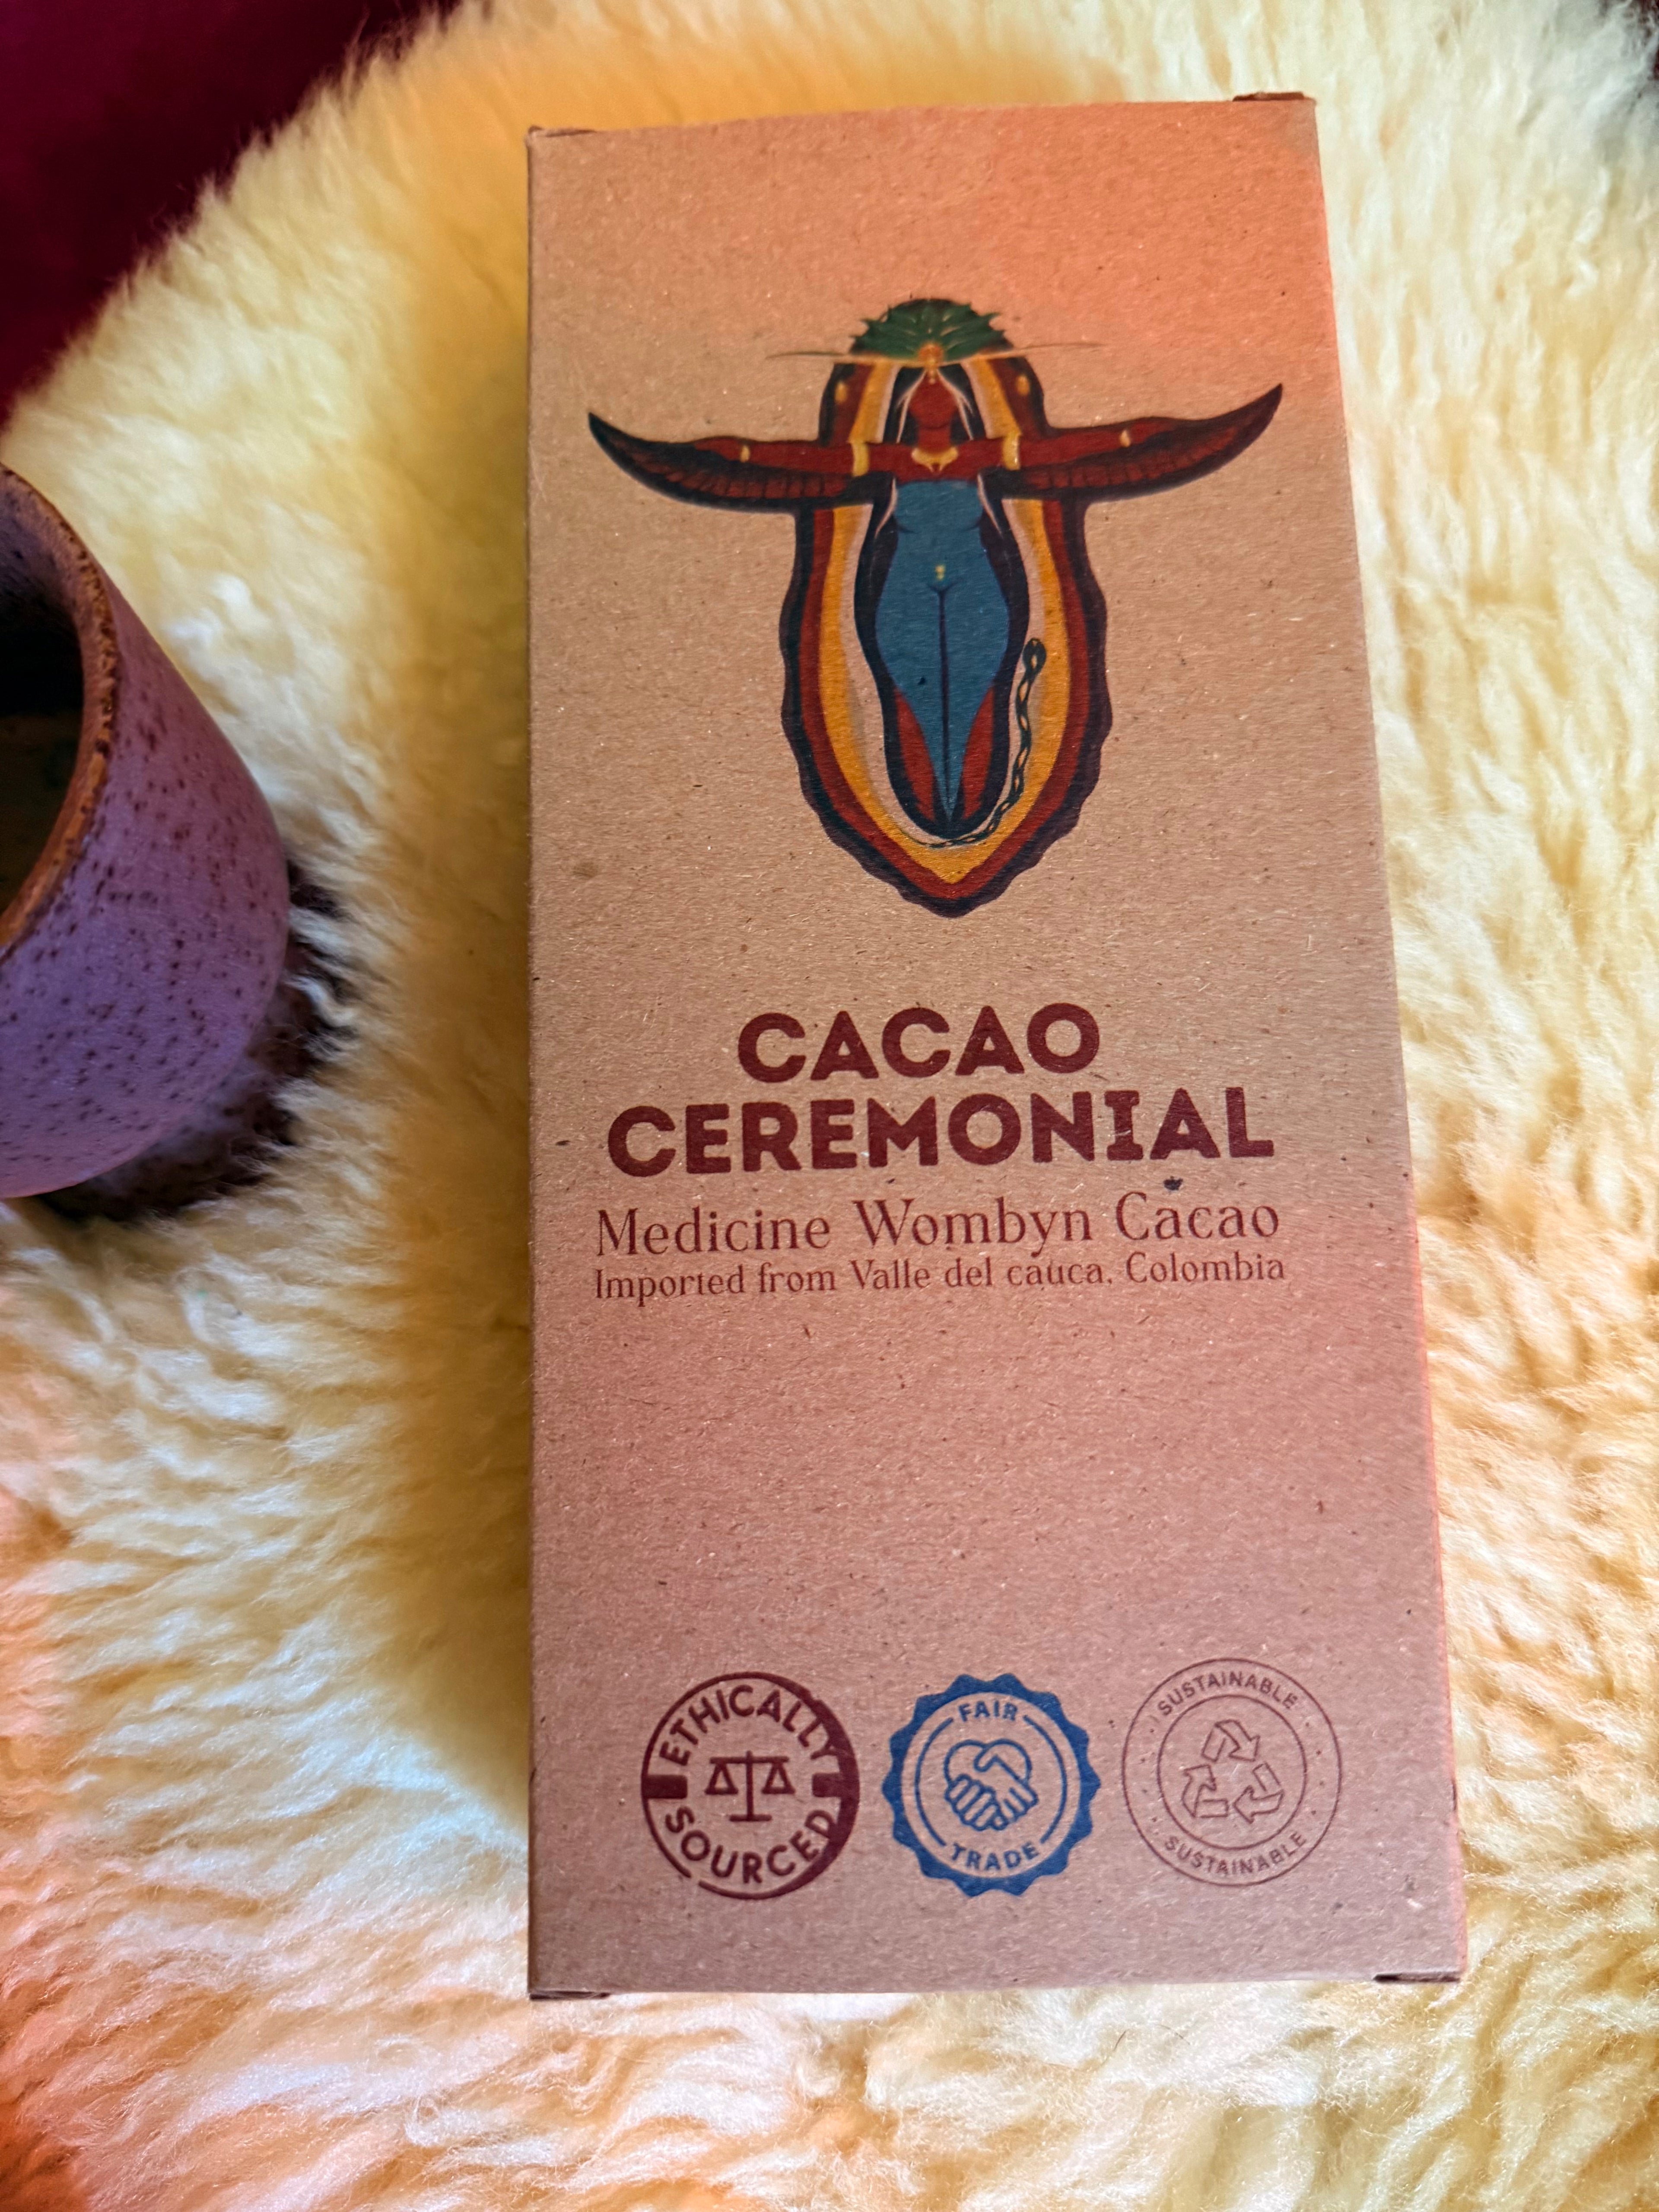 CACAO
CEREMONIAL
Medicine Wombyn Cacao
Imported from Valle del cauca, Colombia
ETHICALLY
SOURCED
FAIR
TRADE
SUSTAINABLE
SUSTAINABLE